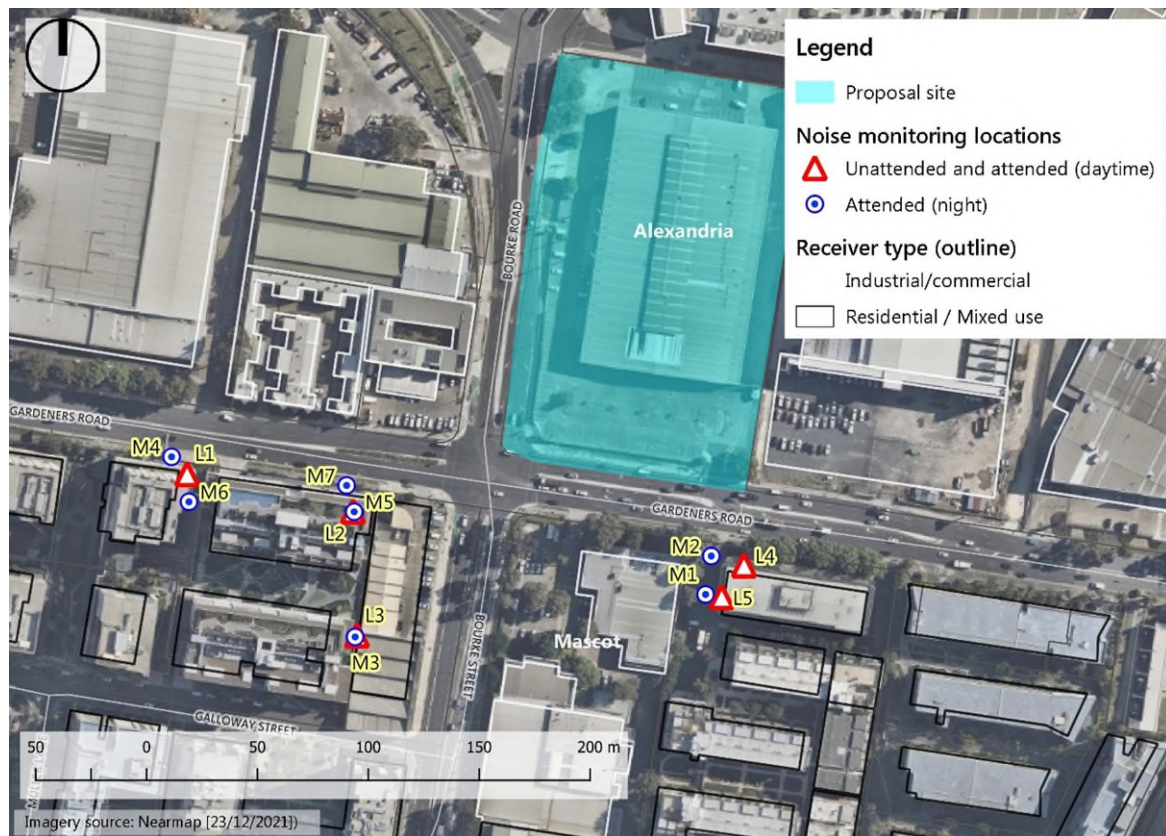 Legend
Proposal site
Noise monitoring locations
Unattended and attended (daytime)
Attended (night)
Receiver type (outline)
Industrial/commercial
Residential / Mixed use
BOURKE ROAD
Alexandria
GARDENERS ROAD
M4
L1
M6
M7
M5
L2
GARDENERS ROAD
M2
L4
M1
L5
L3
M3
Mascot
BOURKE STREET
GALLOWAY STREET
50 0 50 100 150 200 m
Imagery source: Nearmap [23/12/2021])